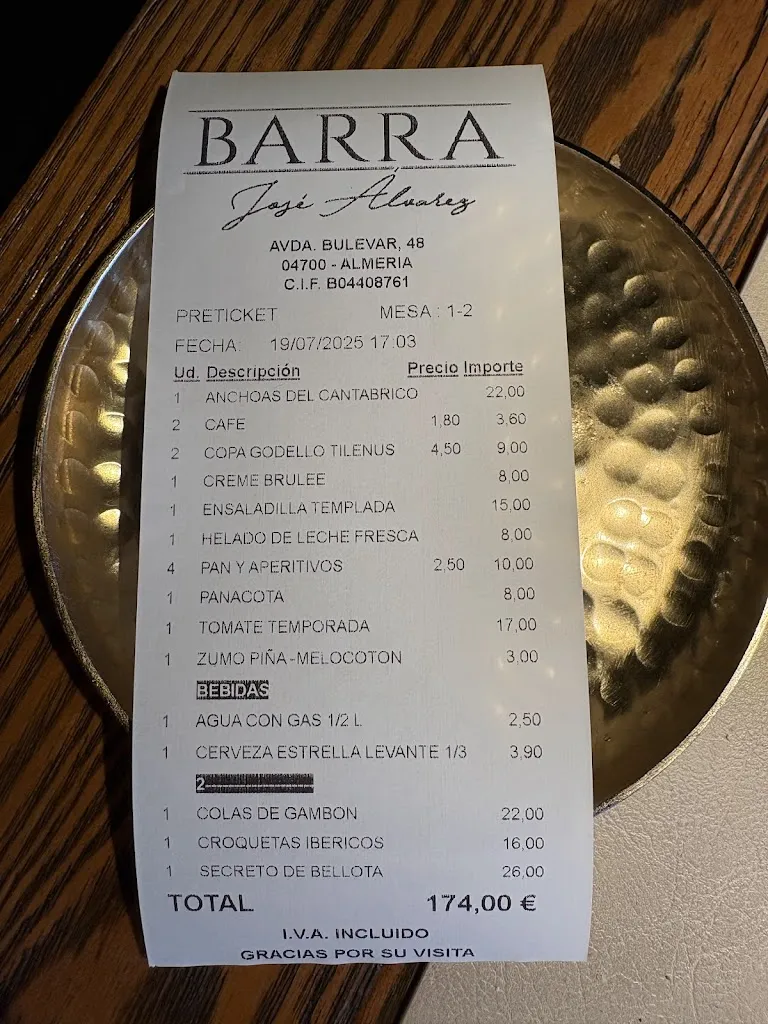 BARRA
José Álvarez
AVDA. BULEVAR, 48
04700 - ALMERIA
C.I.F. B04408761
PRETICKET MESA : 1-2
FECHA: 19/07/2025 17:03
Ud. Descripción Precio Importe
1 ANCHOAS DEL CANTABRICO 22,00
2 CAFE 1,80 3,60
2 COPA GODELLO TILENUS 4,50 9,00
1 CREME BRULEE 8,00
1 ENSALADILLA TEMPLADA 15,00
1 HELADO DE LECHE FRESCA 8,00
4 PAN Y APERITIVOS 2,50 10,00
1 PANACOTA 8,00
1 TOMATE TEMPORADA 17,00
1 ZUMO PIÑA-MELOCOTON 3,00
BEBIDAS
1 AGUA CON GAS 1/2 L 2,50
1 CERVEZA ESTRELLA LEVANTE 1/3 3,90
2---------------
1 COLAS DE GAMBON 22,00
1 CROQUETAS IBERICOS 16,00
1 SECRETO DE BELLOTA 26,00
TOTAL 174,00 €
I.V.A. INCLUIDO
GRACIAS POR SU VISITA